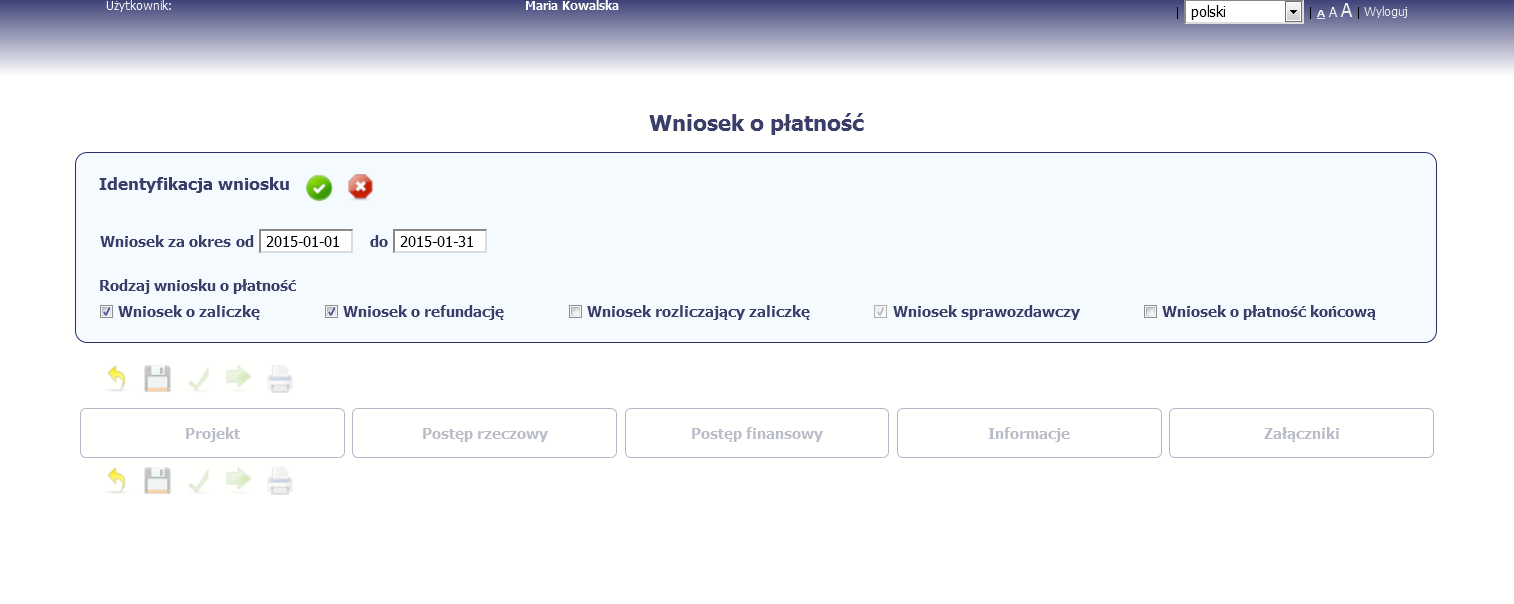 Użytkownik: Maria Kowalska | polski | A A A | Wyloguj
Wniosek o płatność
Identyfikacja wniosku
Wniosek za okres od 2015-01-01 do 2015-01-31
Rodzaj wniosku o płatność
Wniosek o zaliczkę Wniosek o refundację Wniosek rozliczający zaliczkę Wniosek sprawozdawczy Wniosek o płatność końcową
Projekt Postęp rzeczowy Postęp finansowy Informacje Załączniki